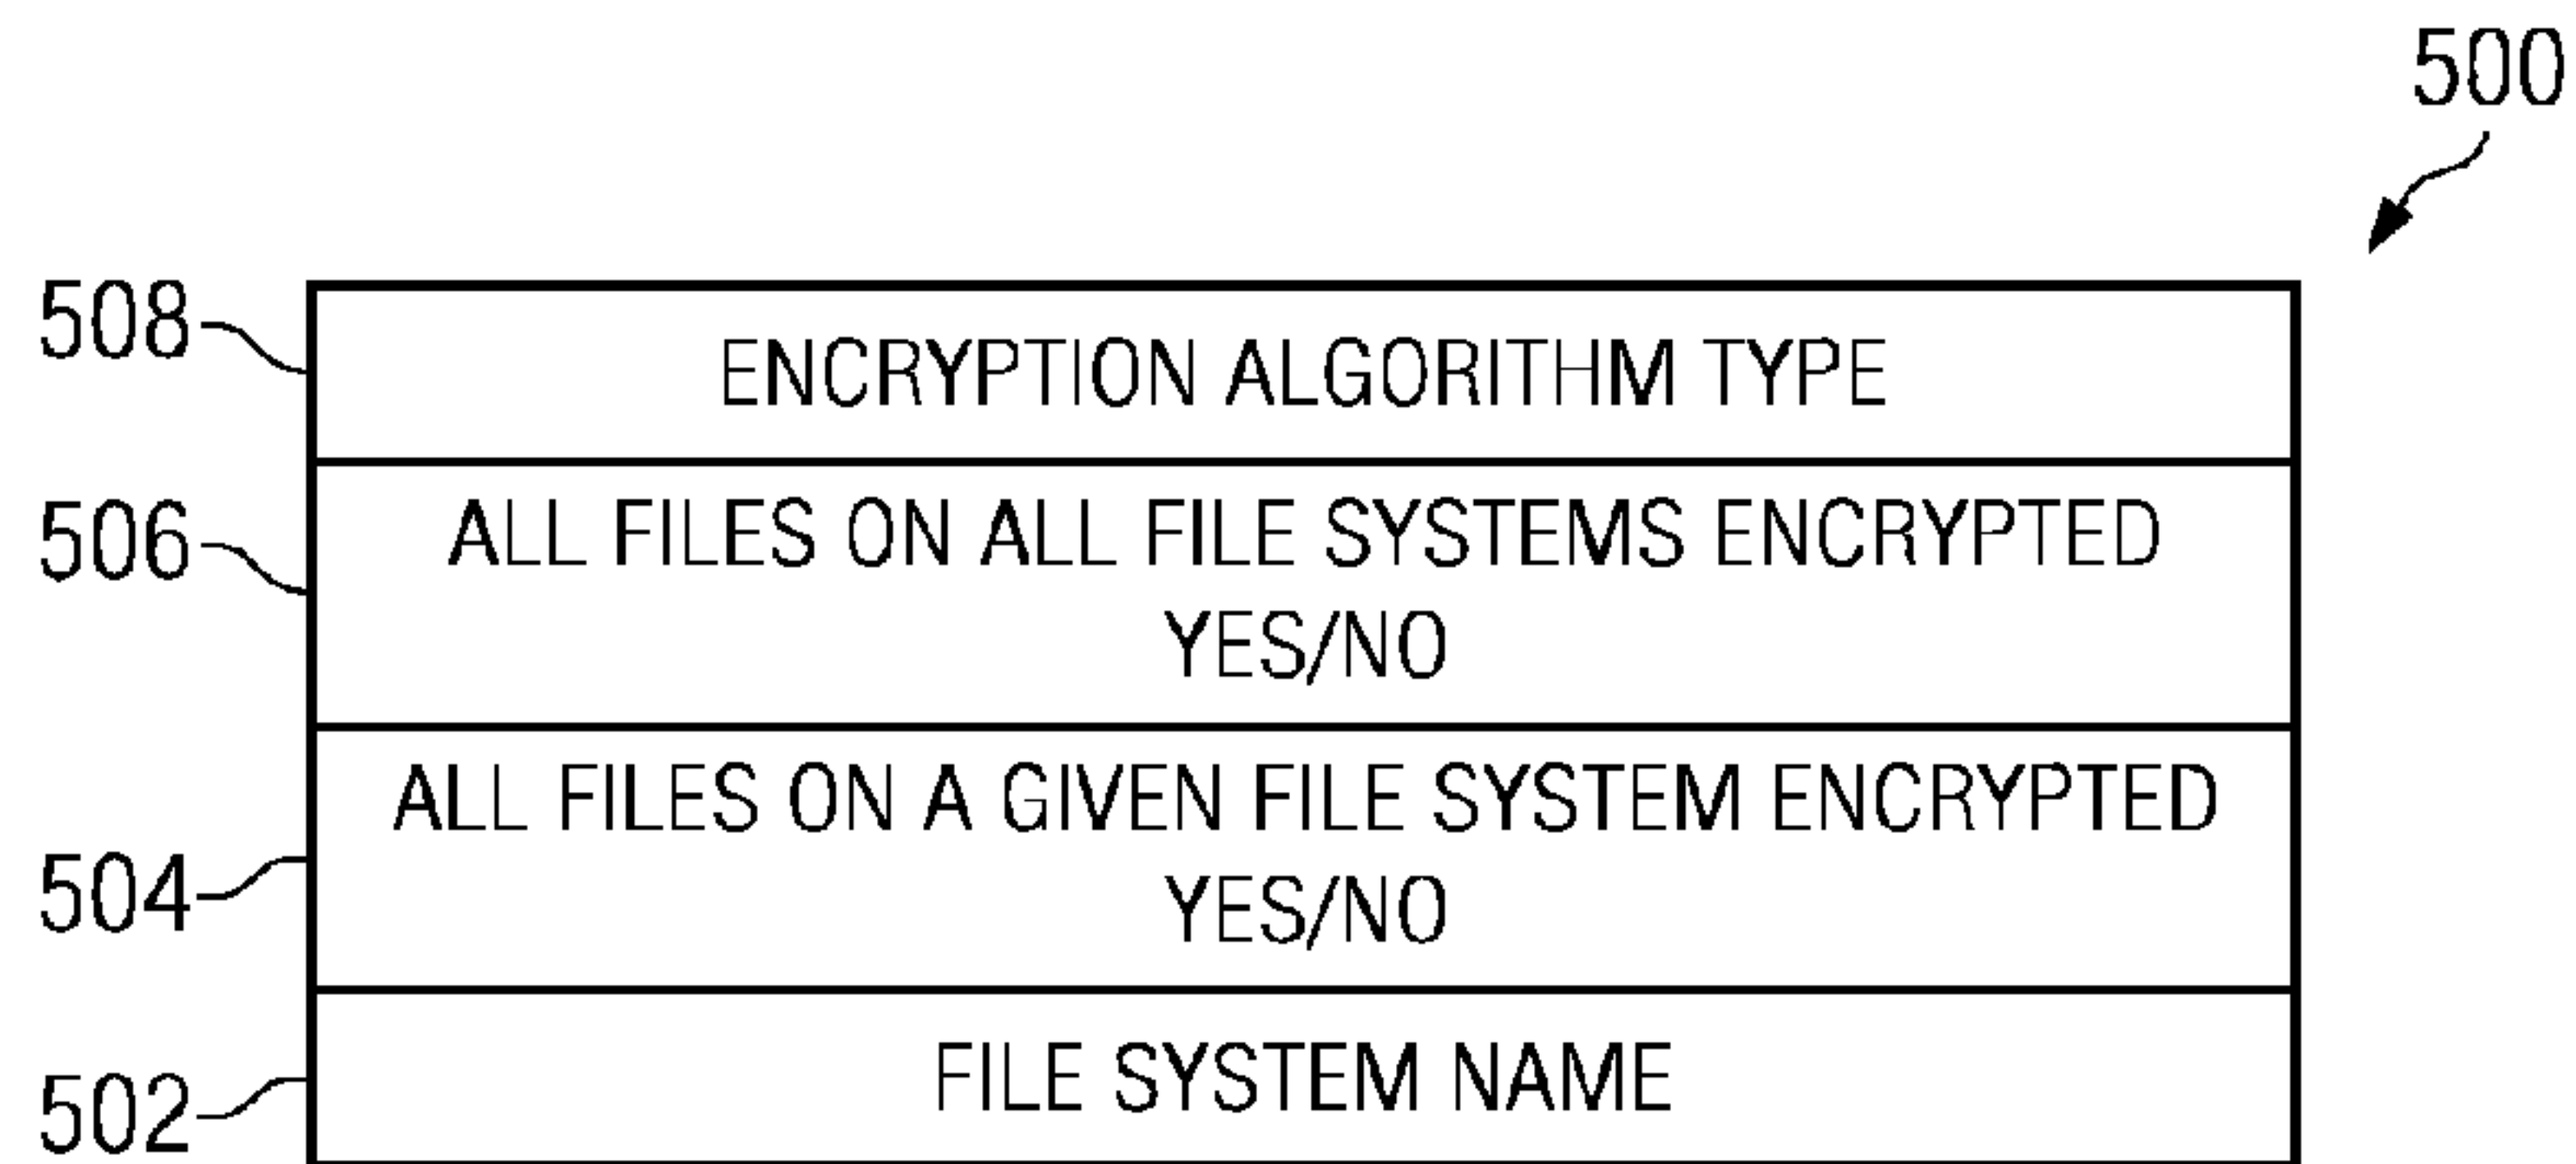 500
508
ENCRYPTION ALGORITHM TYPE
506
ALL FILES ON ALL FILE SYSTEMS ENCRYPTED
YES/NO
504
ALL FILES ON A GIVEN FILE SYSTEM ENCRYPTED
YES/NO
502
FILE SYSTEM NAME